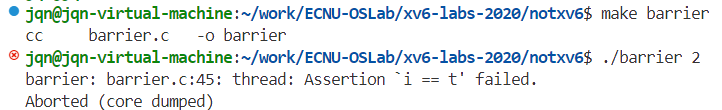 jqn@jqn-virtual-machine:~/work/ECNU-OSLab/xv6-labs-2020/notxv6$ make barrier
cc     barrier.c   -o barrier
jqn@jqn-virtual-machine:~/work/ECNU-OSLab/xv6-labs-2020/notxv6$ ./barrier 2
barrier: barrier.c:45: thread: Assertion `i == t' failed.
Aborted (core dumped)